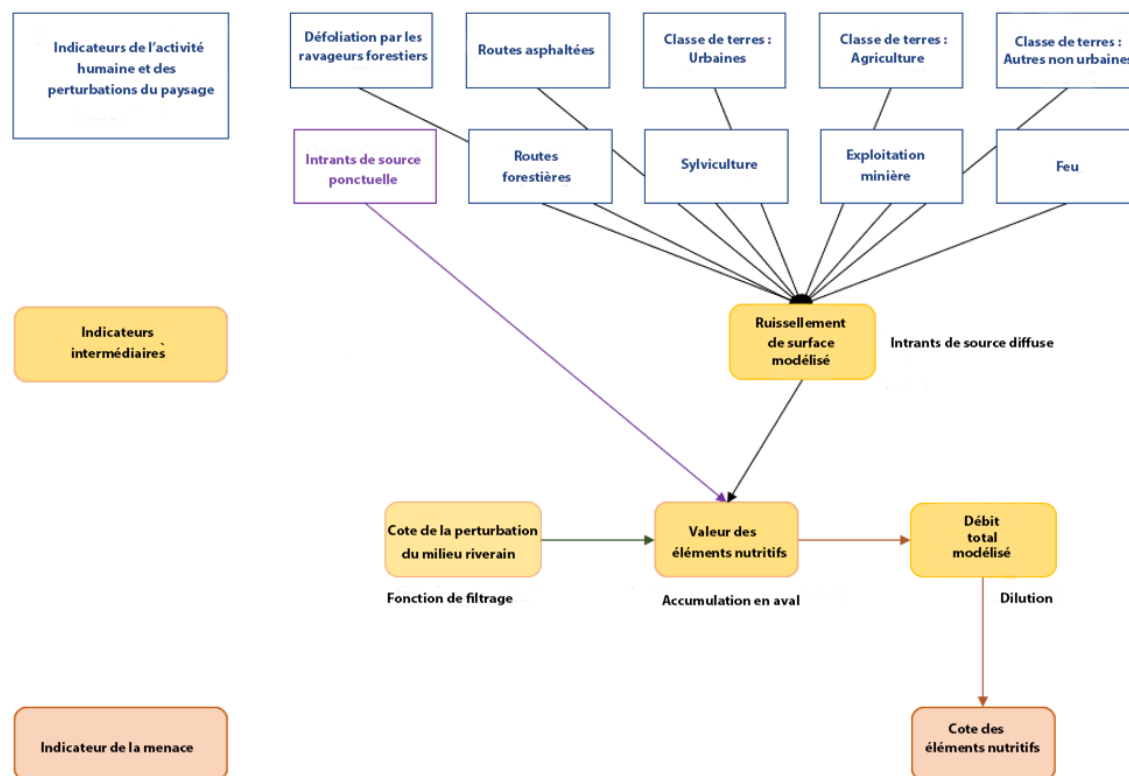 Indicateurs de l'activité
humaine et des
perturbations du paysage
Défoliation par les
ravageurs forestiers
Routes asphaltées
Classe de terres :
Urbaines
Classe de terres :
Agriculture
Classe de terres :
Autres non urbaines
Intrants de source
ponctuelle
Routes
forestières
Sylviculture
Exploitation
minière
Feu
Indicateurs
intermédiaires
Ruissellement
de surface
modélisé
Intrants de source diffuse
Cote de la perturbation
du milieu riverain
Valeur des
éléments nutritifs
Débit
total
modélisé
Fonction de filtrage
Accumulation en aval
Dilution
Indicateur de la menace
Cote des
éléments nutritifs